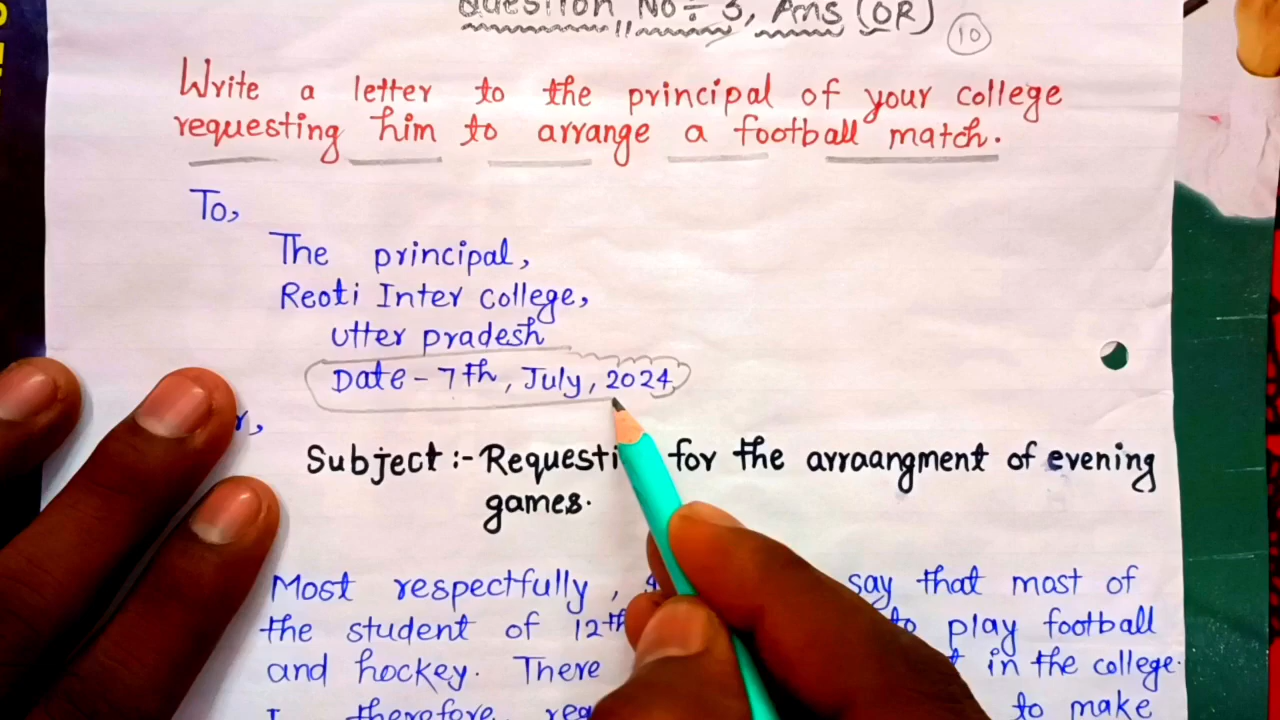 Question No ÷ 3, Ans (OR)
10
Write a letter to the principal of your college
requesting him to arrange a football match.
To,
The principal,
Reoti Inter college,
Utter pradesh
Date - 7th, July, 2024
Subject :- Request for the arraangment of evening
games.
Most respectfully, say that most of
the student of 12th to play football
and hockey. There in the college.
I therefore to make